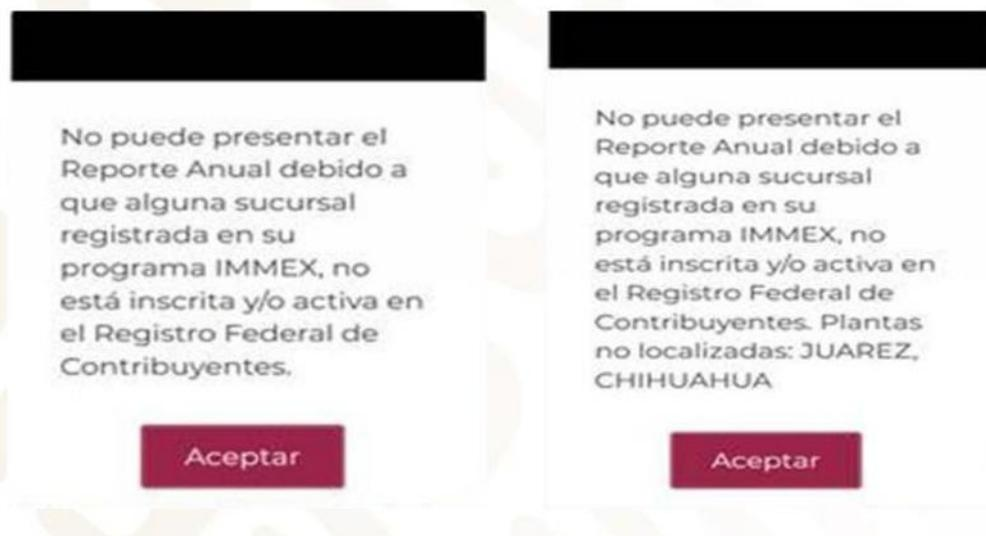 No puede presentar el
Reporte Anual debido a
que alguna sucursal
registrada en su
programa IMMEX, no
está inscrita y/o activa en
el Registro Federal de
Contribuyentes.
Aceptar
No puede presentar el
Reporte Anual debido a
que alguna sucursal
registrada en su
programa IMMEX, no
está inscrita y/o activa en
el Registro Federal de
Contribuyentes. Plantas
no localizadas: JUAREZ,
CHIHUAHUA
Aceptar